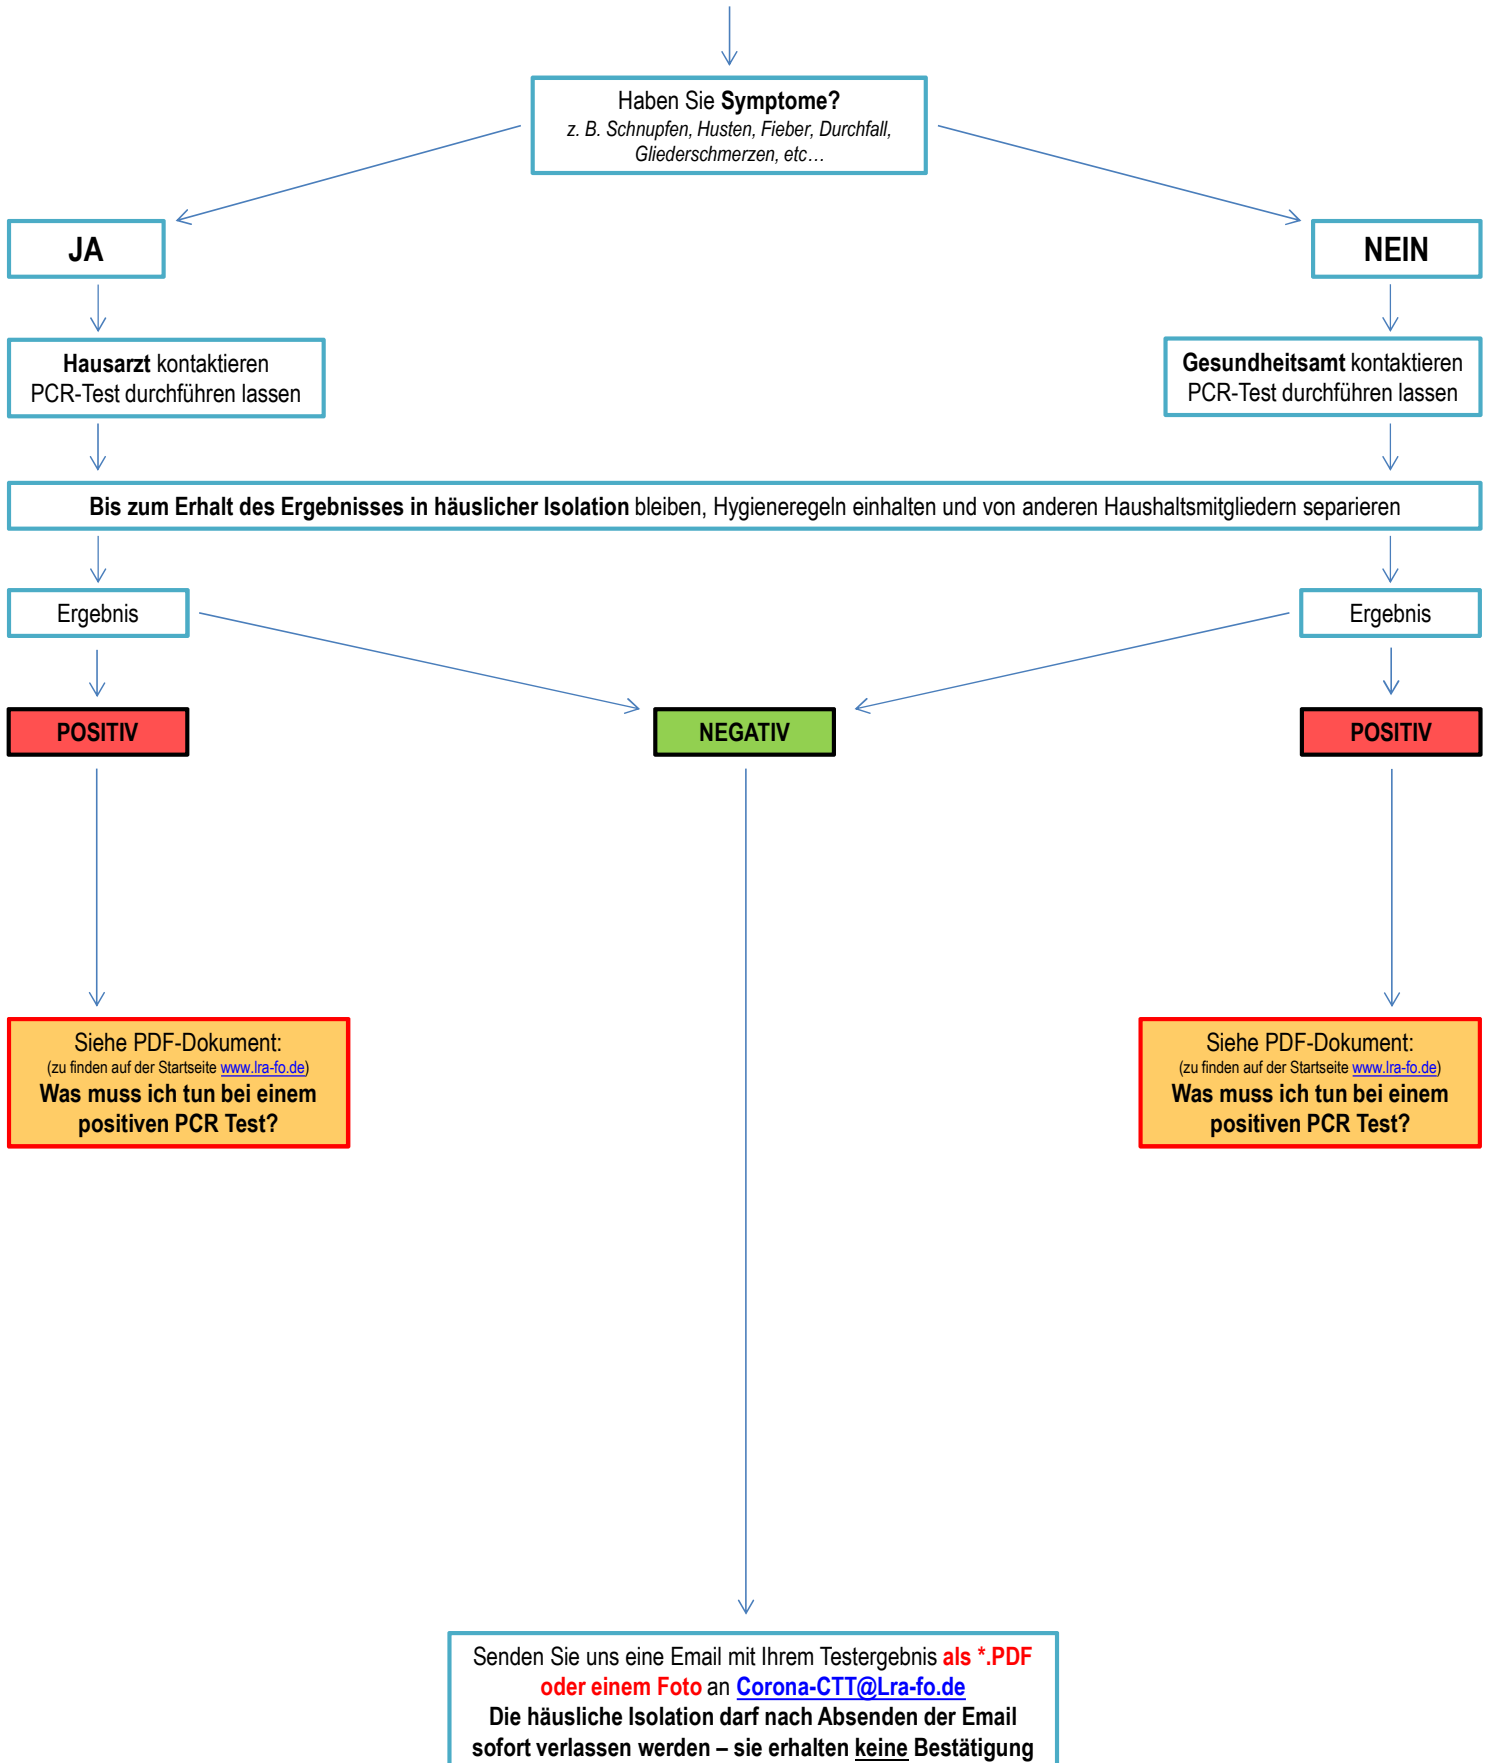 Haben Sie Symptome?
z. B. Schnupfen, Husten, Fieber, Durchfall,
Gliederschmerzen, etc…
JA
NEIN
Hausarzt kontaktieren
PCR-Test durchführen lassen
Gesundheitsamt kontaktieren
PCR-Test durchführen lassen
Bis zum Erhalt des Ergebnisses in häuslicher Isolation bleiben, Hygieneregeln einhalten und von anderen Haushaltsmitgliedern separieren
Ergebnis
Ergebnis
POSITIV
NEGATIV
POSITIV
Siehe PDF-Dokument:
(zu finden auf der Startseite www.lra-fo.de)
Was muss ich tun bei einem
positiven PCR Test?
Siehe PDF-Dokument:
(zu finden auf der Startseite www.lra-fo.de)
Was muss ich tun bei einem
positiven PCR Test?
Senden Sie uns eine Email mit Ihrem Testergebnis als *.PDF
oder einem Foto an Corona-CTT@Lra-fo.de
Die häusliche Isolation darf nach Absenden der Email
sofort verlassen werden – sie erhalten keine Bestätigung